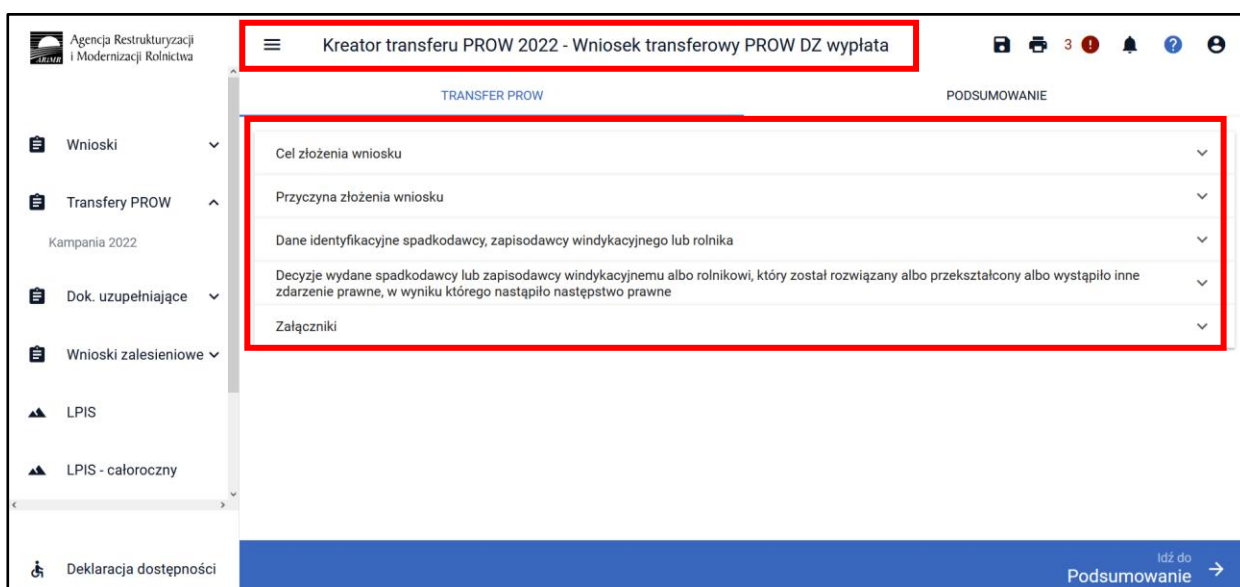 Agencja Restrukturyzacji
i Modernizacji Rolnictwa
ARiMR
Kreator transferu PROW 2022 - Wniosek transferowy PROW DZ wypłata
3
TRANSFER PROW
PODSUMOWANIE
Wnioski
Transfery PROW
Kampania 2022
Dok. uzupełniające
Wnioski zalesieniowe
LPIS
LPIS - całoroczny
Deklaracja dostępności
Cel złożenia wniosku
Przyczyna złożenia wniosku
Dane identyfikacyjne spadkodawcy, zapisodawcy windykacyjnego lub rolnika
Decyzje wydane spadkodawcy lub zapisodawcy windykacyjnemu albo rolnikowi, który został rozwiązany albo przekształcony albo wystąpiło inne
zdarzenie prawne, w wyniku którego nastąpiło następstwo prawne
Załączniki
Idź do
Podsumowanie